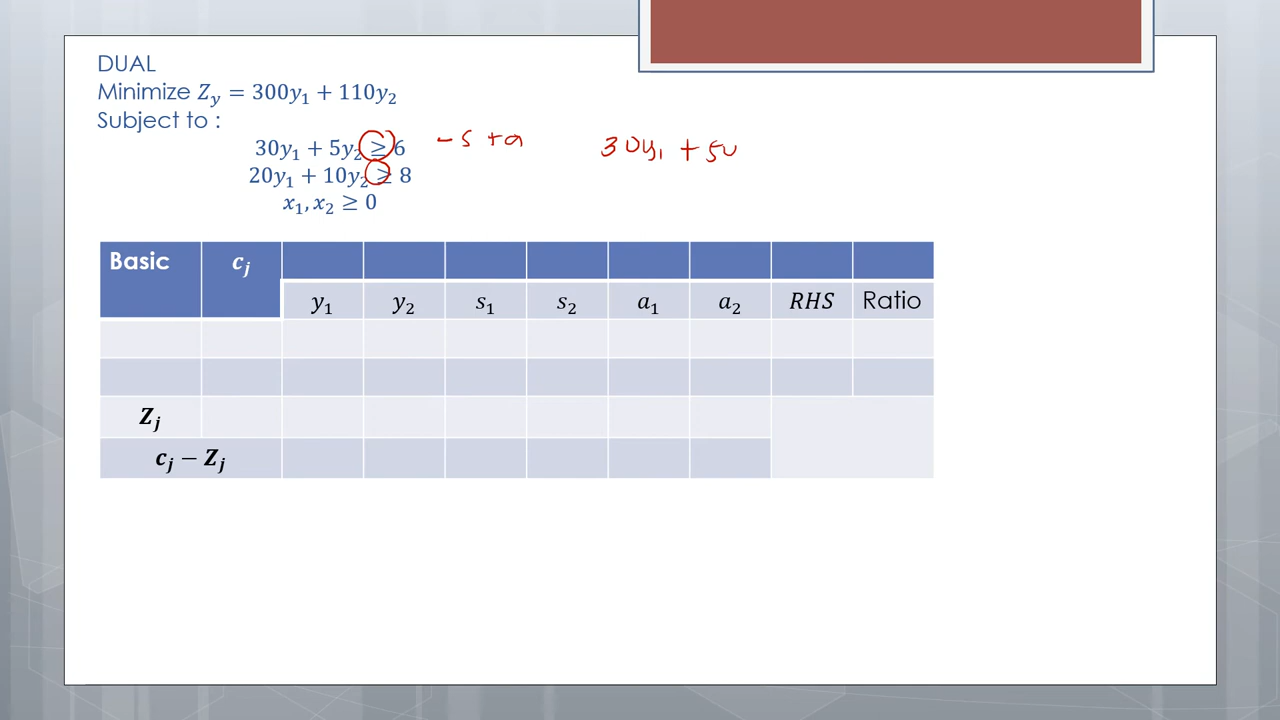 DUAL
Minimize Z_y = 300y_1 + 110y_2
Subject to :
30y_1 + 5y_2 ≥ 6 - s + a 30y_1 + 5
20y_1 + 10y_2 ≥ 8
x_1, x_2 ≥ 0
Basic c_j
y_1 y_2 s_1 s_2 a_1 a_2 RHS Ratio
Z_j
c_j − Z_j